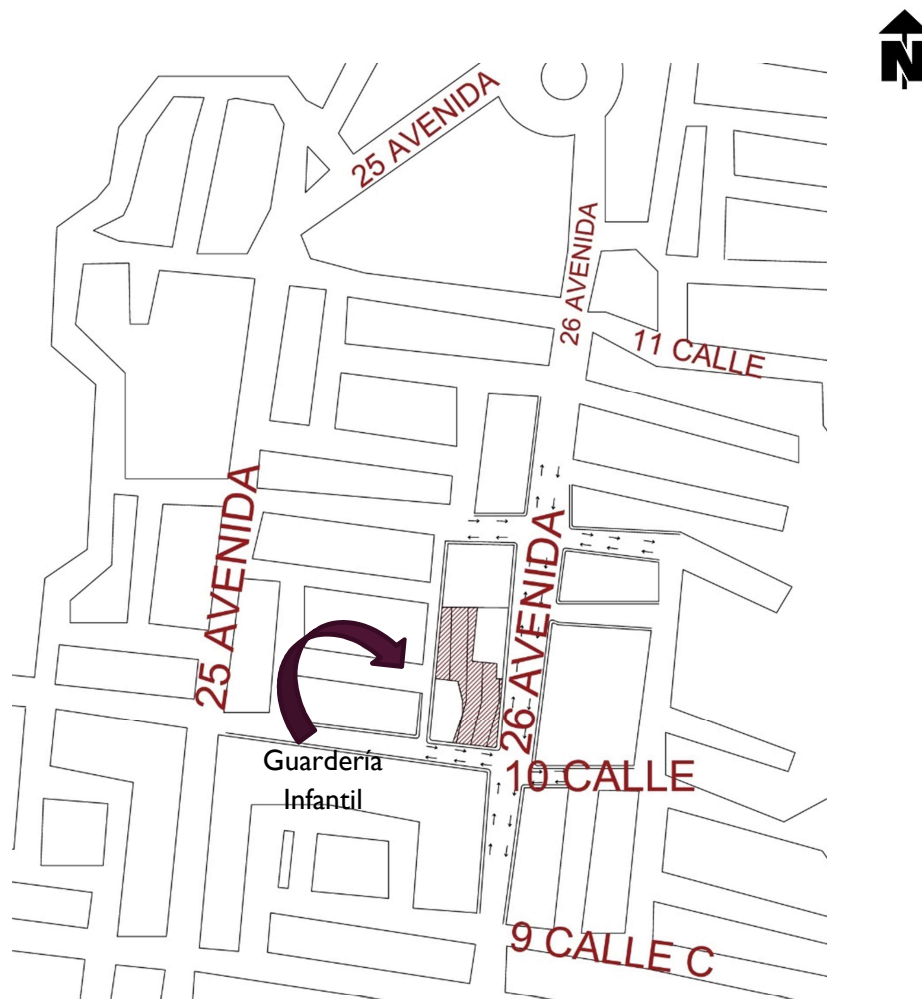 N
25 AVENIDA
26 AVENIDA
11 CALLE
25 AVENIDA
26 AVENIDA
Guardería
Infantil
10 CALLE
9 CALLE C